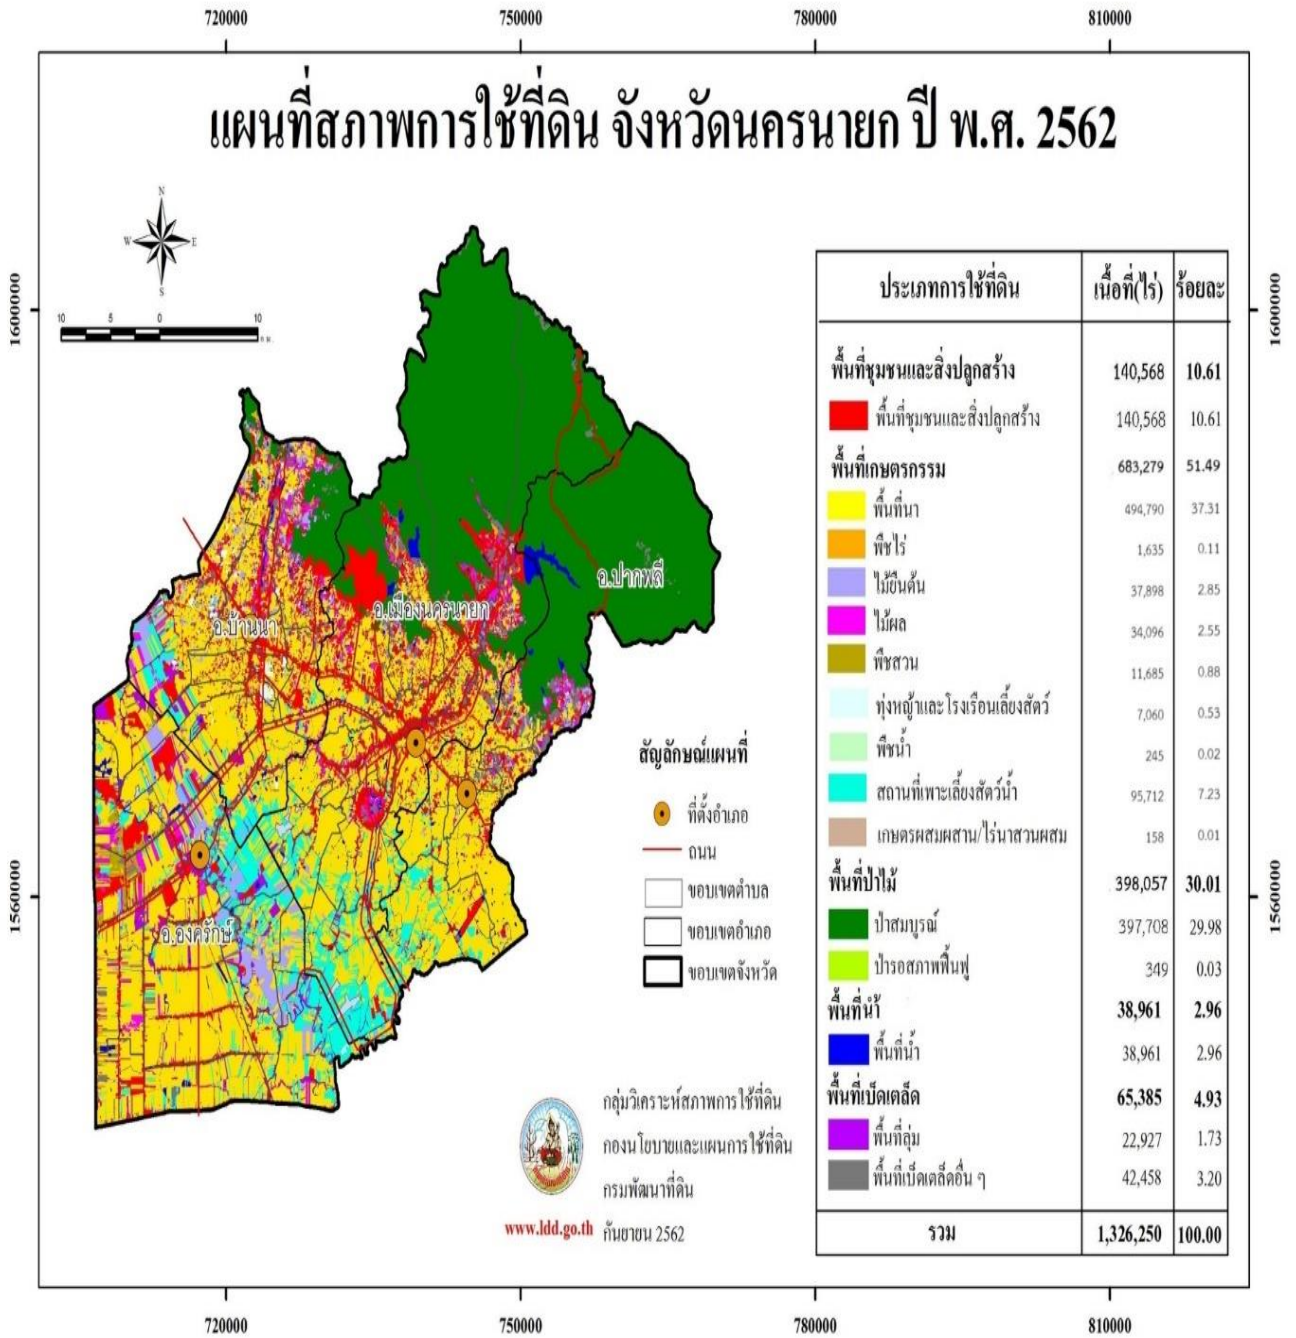 720000 750000 780000 810000
แผนที่สภาพการใช้ที่ดิน จังหวัดนครนายก ปี พ.ศ. 2562
N
W E
S
1600000 1600000
10 5 0 10
ประเภทการใช้ที่ดิน เนื้อที่(ไร่) ร้อยละ
พื้นที่ชุมชนและสิ่งปลูกสร้าง 140,568 10.61
พื้นที่ชุมชนและสิ่งปลูกสร้าง 140,568 10.61
พื้นที่เกษตรกรรม 683,279 51.49
พื้นที่นา 494,790 37.31
พืชไร่ 1,635 0.11
ไม้ยืนต้น 37,898 2.85
ไม้ผล 34,096 2.55
พืชสวน 11,685 0.88
ทุ่งหญ้าและโรงเรือนเลี้ยงสัตว์ 7,060 0.53
พืชน้ำ 245 0.02
สถานที่เพาะเลี้ยงสัตว์น้ำ 95,712 7.23
เกษตรผสมผสาน/ไร่นาสวนผสม 158 0.01
พื้นที่ป่าไม้ 398,057 30.01
ป่าสมบูรณ์ 397,708 29.98
ป่ารอสภาพฟื้นฟู 349 0.03
พื้นที่น้ำ 38,961 2.96
พื้นที่น้ำ 38,961 2.96
พื้นที่เบ็ดเตล็ด 65,385 4.93
พื้นที่ลุ่ม 22,927 1.73
พื้นที่เบ็ดเตล็ดอื่น ๆ 42,458 3.20
รวม 1,326,250 100.00
อ.ปากพลี
อ.เมืองนครนายก
อ.บ้านนา
อ.องครักษ์
สัญลักษณ์แผนที่
ที่ตั้งอำเภอ
ถนน
ขอบเขตตำบล
ขอบเขตอำเภอ
ขอบเขตจังหวัด
1560000 1560000
กลุ่มวิเคราะห์สภาพการใช้ที่ดิน
กองนโยบายและแผนการใช้ที่ดิน
กรมพัฒนาที่ดิน
www.ldd.go.th กันยายน 2562
720000 750000 780000 810000